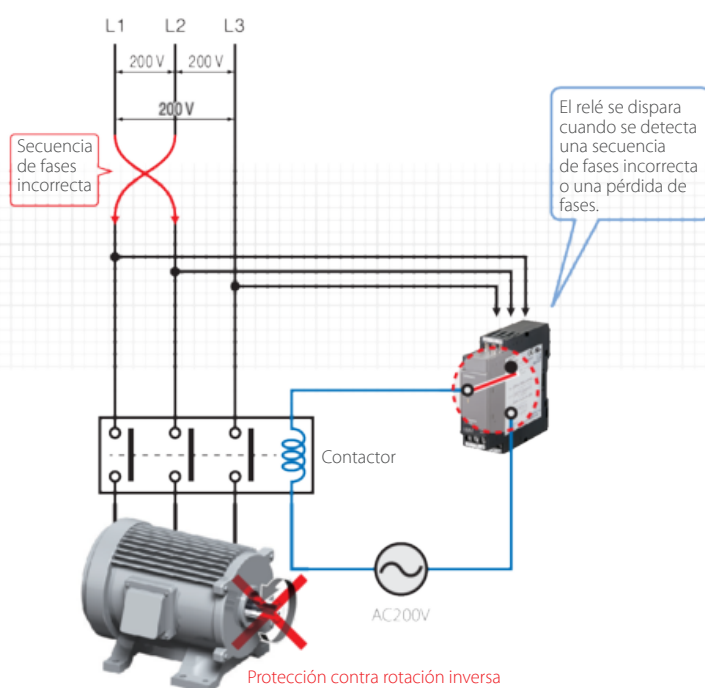 L1 L2 L3
200 V 200 V
200 V
Secuencia
de fases
incorrecta
El relé se dispara
cuando se detecta
una secuencia
de fases incorrecta
o una pérdida de
fases.
Contactor
AC200V
Protección contra rotación inversa